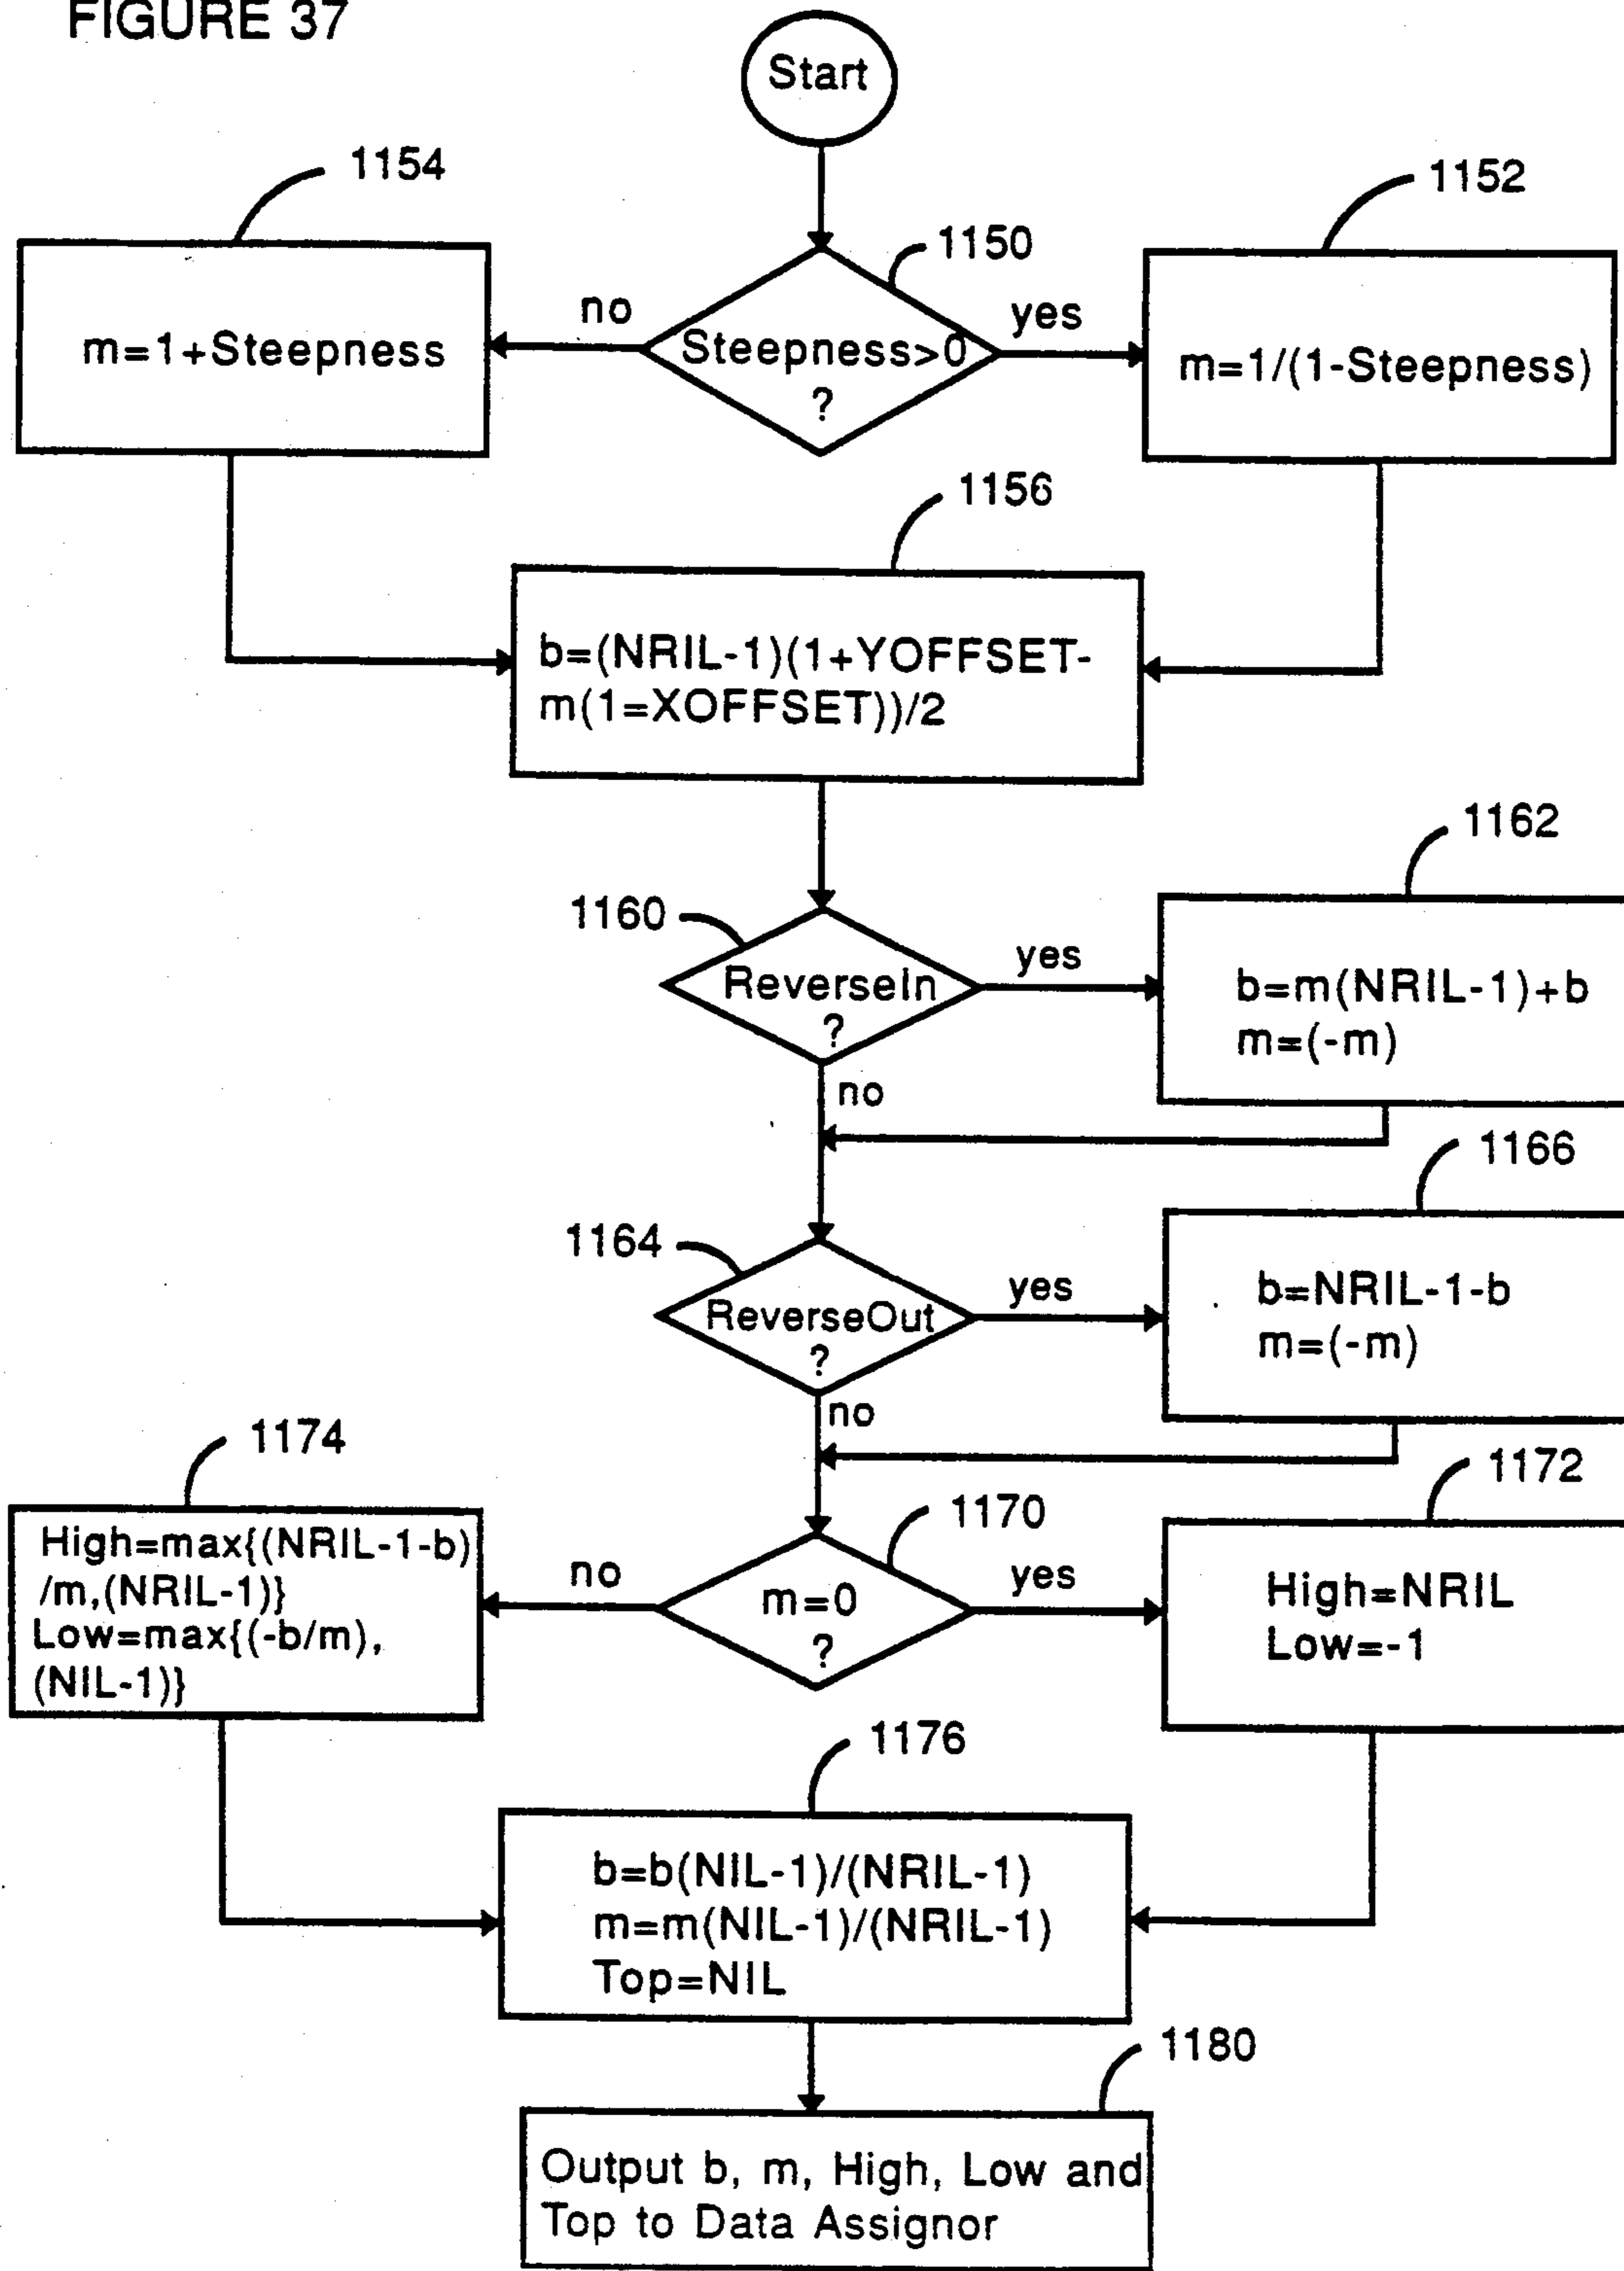 FIGURE 37
Start
1154
1152
1150
no
yes
m=1+Steepness
Steepness>0
?
m=1/(1-Steepness)
1156
b=(NRIL-1)(1+YOFFSET-
m(1=XOFFSET))/2
1162
1160
ReverseIn
?
yes
b=m(NRIL-1)+b
m=(-m)
no
1166
1164
ReverseOut
?
yes
b=NRIL-1-b
m=(-m)
no
1174
1172
1170
High=max{(NRIL-1-b)
/m,(NRIL-1)}
Low=max{(-b/m),
(NIL-1)}
no
m=0
?
yes
High=NRIL
Low=-1
1176
b=b(NIL-1)/(NRIL-1)
m=m(NIL-1)/(NRIL-1)
Top=NIL
1180
Output b, m, High, Low and
Top to Data Assignor